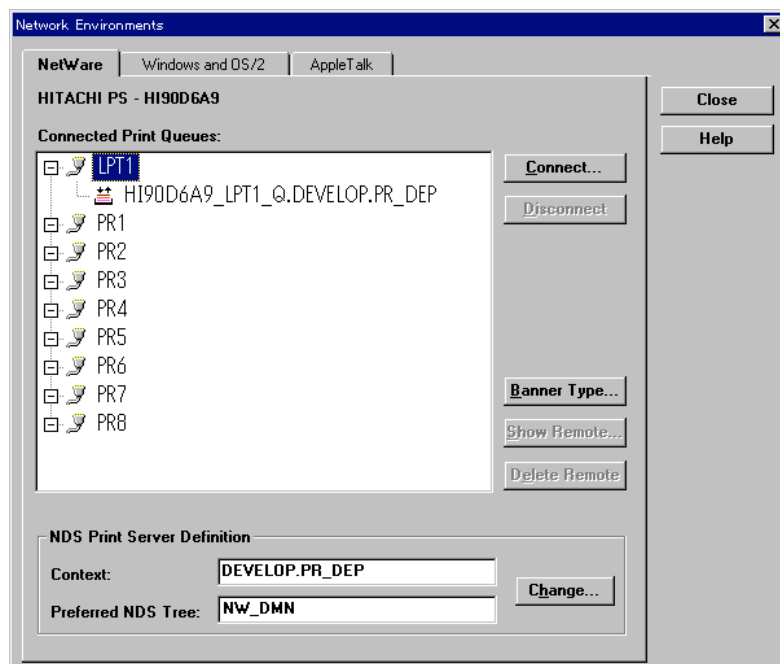 Network Environments
NetWare
Windows and OS/2
AppleTalk
HITACHI PS - HI90D6A9
Close
Connected Print Queues:
Help
LPT1
Connect...
HI90D6A9_LPT1_Q.DEVELOP.PR_DEP
Disconnect
PR1
PR2
PR3
PR4
PR5
PR6
PR7
Banner Type...
PR8
Show Remote...
Delete Remote
NDS Print Server Definition
Context:
DEVELOP.PR_DEP
Change...
Preferred NDS Tree:
NW_DMN